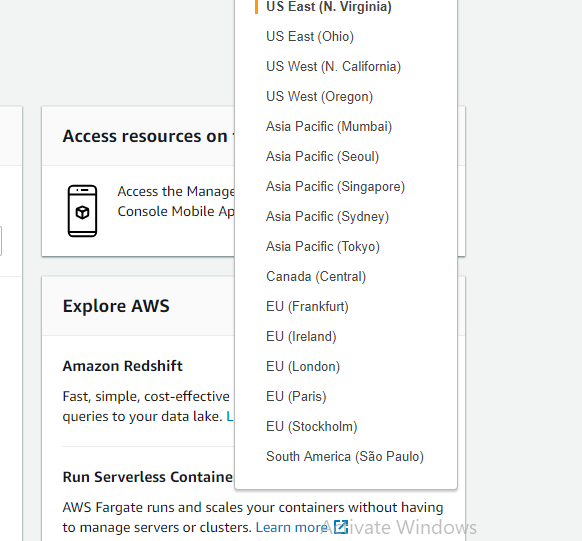 US East (N. Virginia)
US East (Ohio)
US West (N. California)
US West (Oregon)
Asia Pacific (Mumbai)
Asia Pacific (Seoul)
Asia Pacific (Singapore)
Asia Pacific (Sydney)
Asia Pacific (Tokyo)
Canada (Central)
EU (Frankfurt)
EU (Ireland)
EU (London)
EU (Paris)
EU (Stockholm)
South America (São Paulo)
Access resources on
Access the Manage
Console Mobile Ap
Explore AWS
Amazon Redshift
Fast, simple, cost-effective
queries to your data lake. L
Run Serverless Containe
AWS Fargate runs and scales your containers without having
to manage servers or clusters. Learn more
Activate Windows